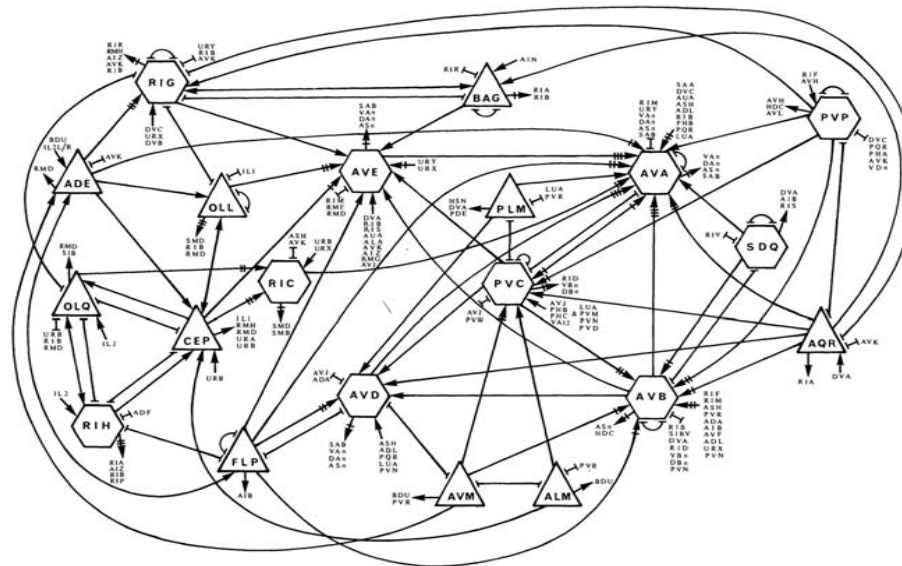 RIR
RMH
AIZ
AVK
RIB
URY
RIB
AVK
RIG
DVC
URX
DVB
RIR
AIN
BAG
RIA
RIB
SAB
VAn
DAn
ASn
AVE
URY
URX
RIM
RME
RMD
DVA
RIB
RIS
AUA
ALA
AVK
AIZ
RMG
AVJ
RIM
URY
VAn
DAn
ASn
SAB
SAA
DVC
AUA
ASH
ADL
RIB
PHB
PQR
LUA
AVA
VAn
DAn
ASn
SAB
RIF
AVH
AVH
HDC
AVL
PVP
DVC
PQR
PHA
AVK
VDn
BDU
IL2L/R
AVK
RMD
ADE
IL1
OLL
SMD
RIB
RMD
HSN
DVA
PDE
LUA
PVR
PLM
DVA
AIB
RIS
RIV
SDQ
RMD
SIB
OLQ
URB
RIB
RMD
IL2
ASH
AVK
URB
URX
RIC
SMD
SMB
CEP
IL1
RMH
RMD
URA
URB
URB
PVC
RID
VBn
DBn
AVJ
PVW
AVJ
PHB
PHC &
VA12
LUA
PVM
PVN
PVD
AQR
AVK
RIA
DVA
IL2
ADF
RIH
RIA
AIZ
RIB
RIP
FLP
AIB
AVJ
ADA
AVD
SAB
VAn
DAn
ASn
ASH
ADL
PQR
LUA
PVN
AVB
ASn
HDC
RIB
SIBV
DVA
RID
VBn
DBn
PVN
RIF
RIM
ASH
PVR
ADA
AIB
AVF
ADL
URX
PVN
AVM
BDU
PVR
ALM
PVR
BDU